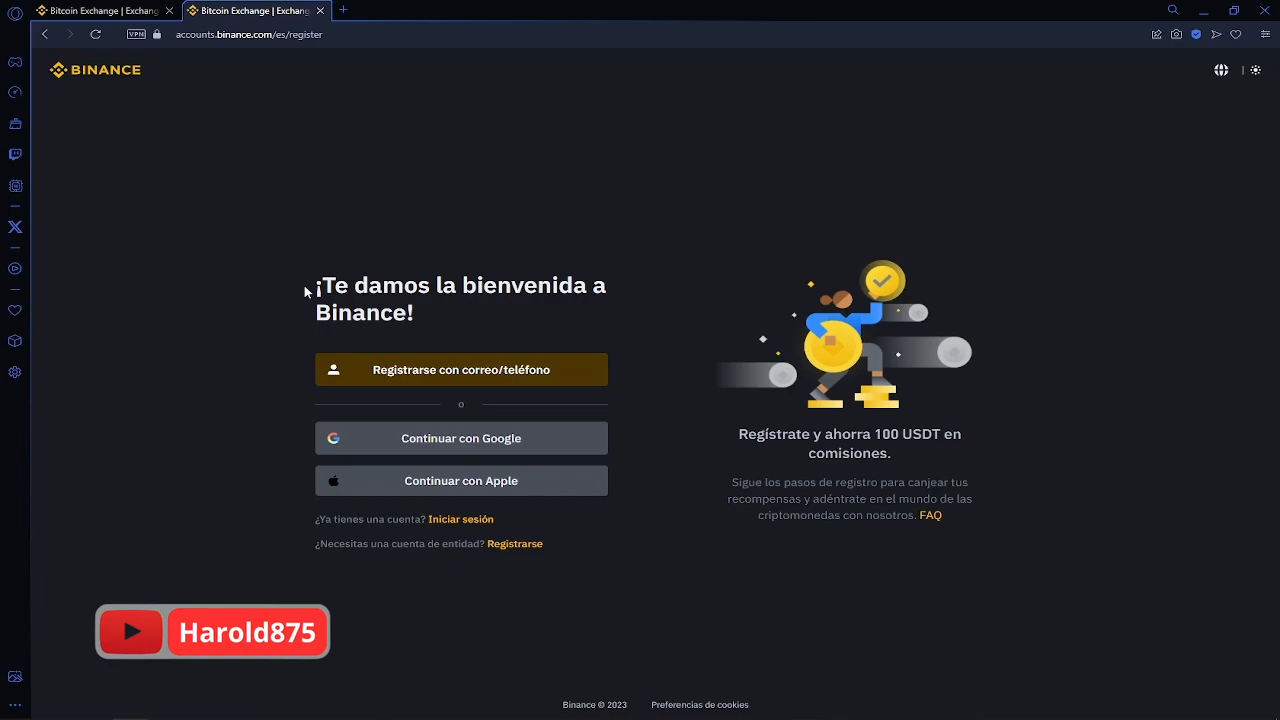 Bitcoin Exchange | Exchang
Bitcoin Exchange | Exchang
VPN
accounts.binance.com/es/register
BINANCE
¡Te damos la bienvenida a
Binance!
Registrarse con correo/teléfono
o
Continuar con Google
Continuar con Apple
¿Ya tienes una cuenta? Iniciar sesión
¿Necesitas una cuenta de entidad? Registrarse
Regístrate y ahorra 100 USDT en
comisiones.
Sigue los pasos de registro para canjear tus
recompensas y adéntrate en el mundo de las
criptomonedas con nosotros. FAQ
Harold875
Binance © 2023
Preferencias de cookies